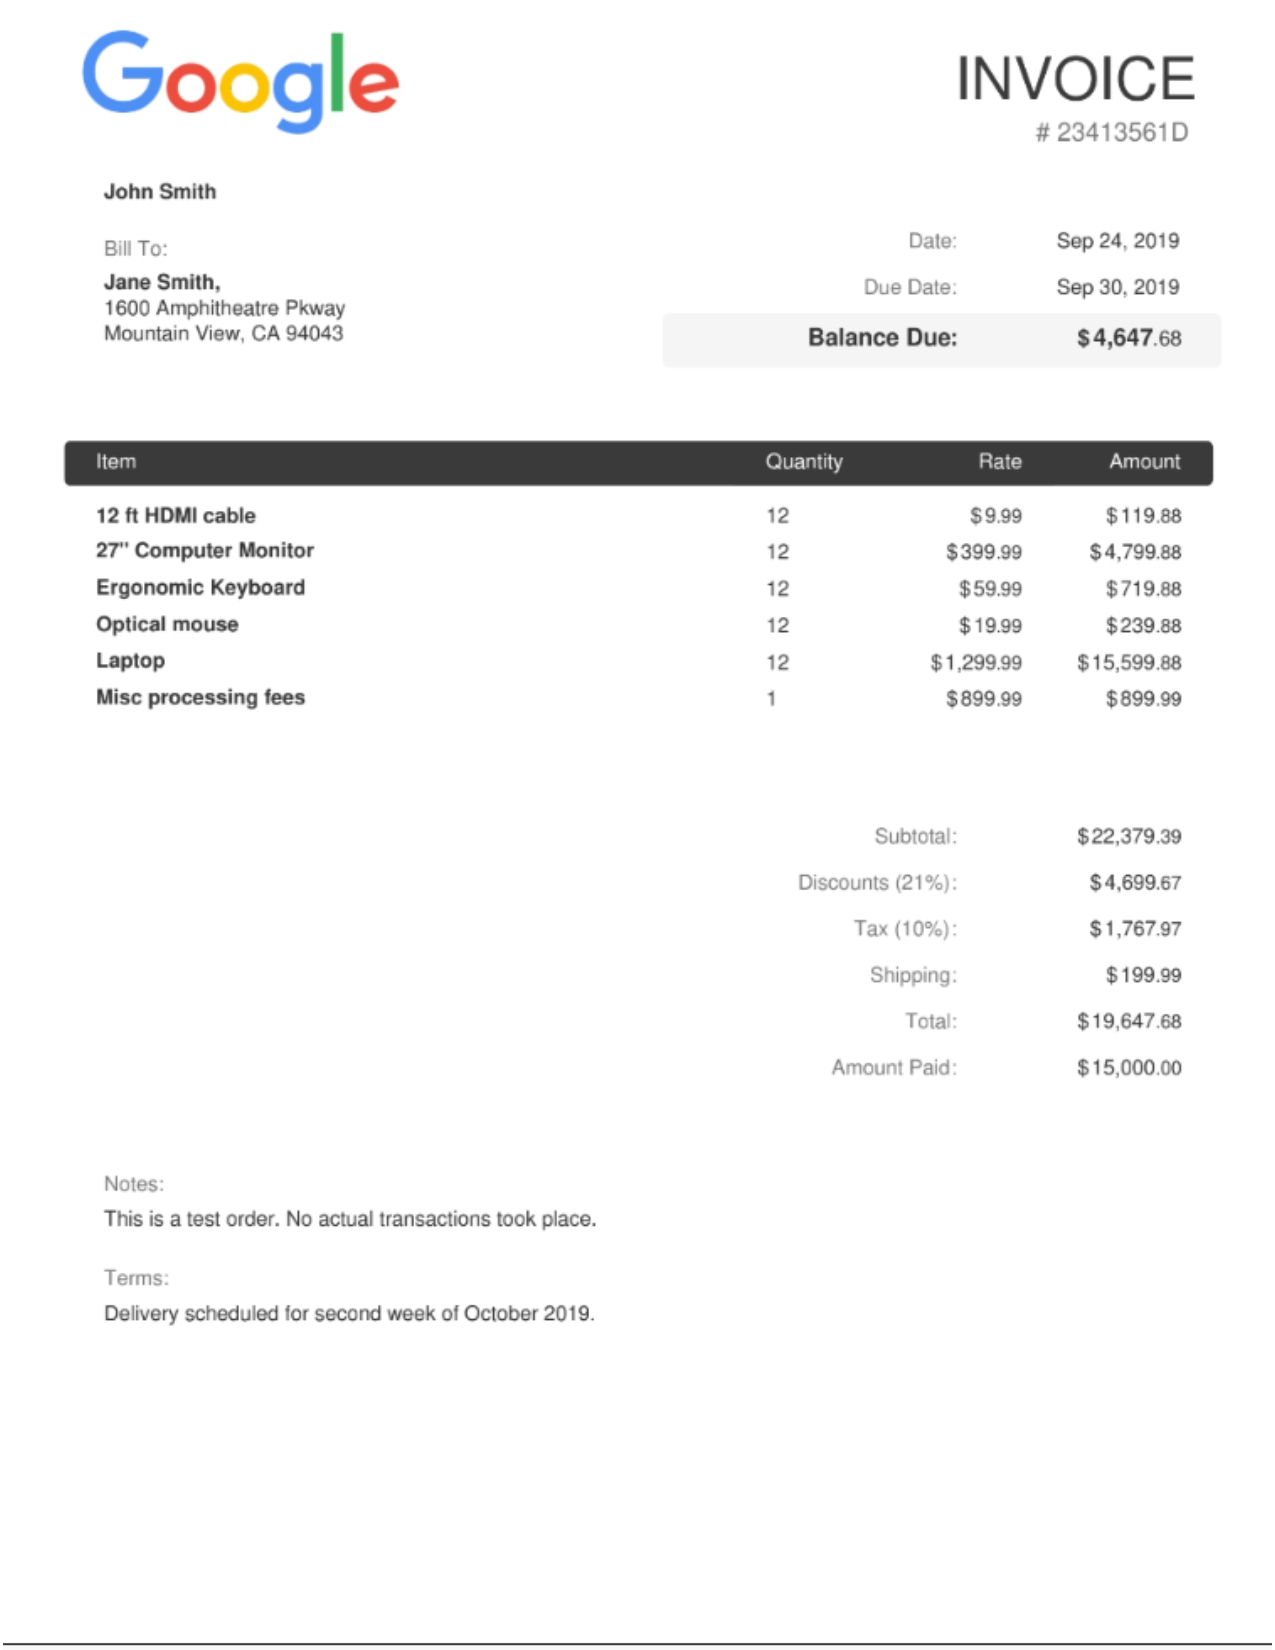 Google
INVOICE
# 23413561D
John Smith
Bill To:
Jane Smith,
1600 Amphitheatre Pkway
Mountain View, CA 94043
Date: Sep 24, 2019
Due Date: Sep 30, 2019
Balance Due: $4,647.68
Item Quantity Rate Amount
12 ft HDMI cable 12 $9.99 $119.88
27" Computer Monitor 12 $399.99 $4,799.88
Ergonomic Keyboard 12 $59.99 $719.88
Optical mouse 12 $19.99 $239.88
Laptop 12 $1,299.99 $15,599.88
Misc processing fees 1 $899.99 $899.99
Subtotal: $22,379.39
Discounts (21%): $4,699.67
Tax (10%): $1,767.97
Shipping: $199.99
Total: $19,647.68
Amount Paid: $15,000.00
Notes:
This is a test order. No actual transactions took place.
Terms:
Delivery scheduled for second week of October 2019.